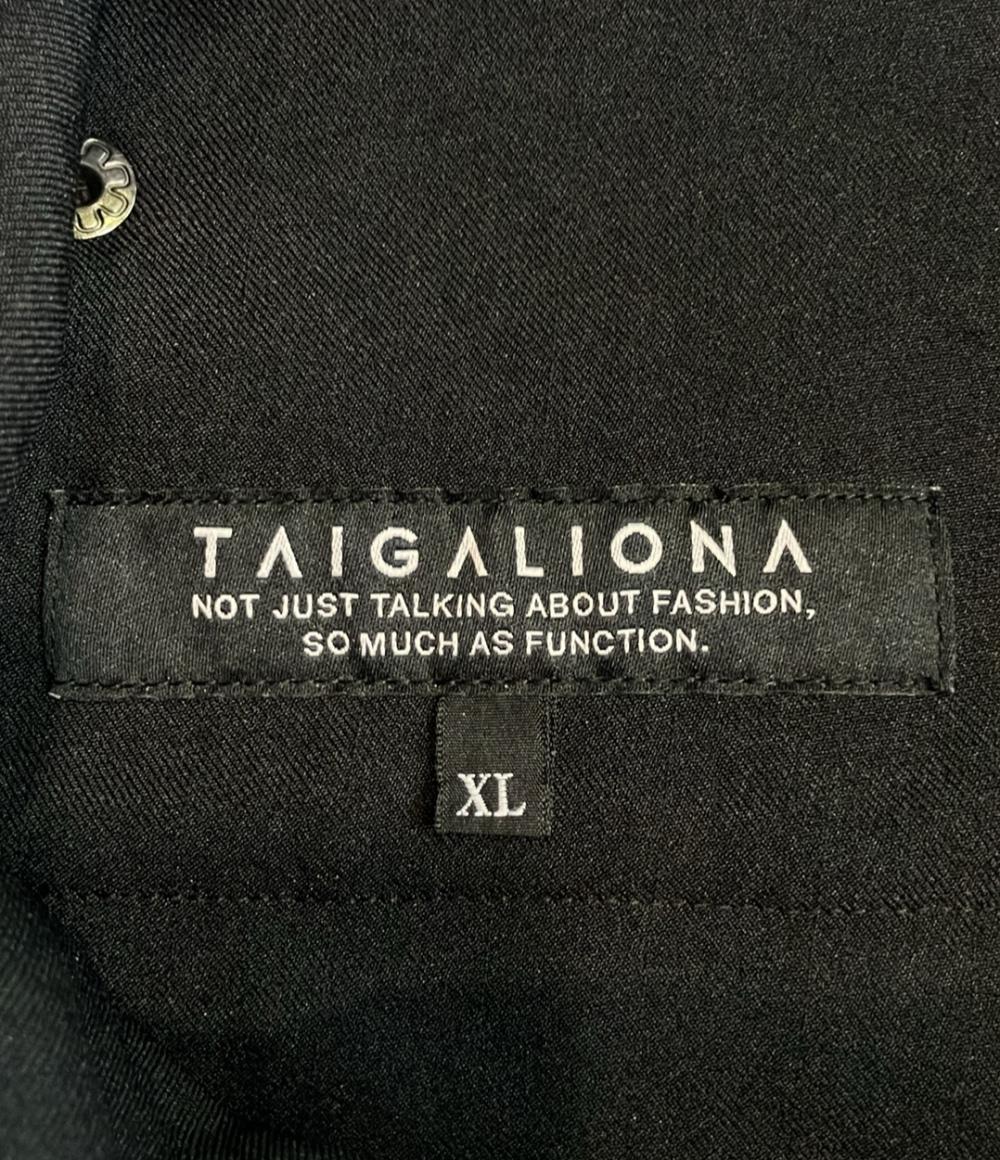 TAIGALIONA
NOT JUST TALKING ABOUT FASHION,
SO MUCH AS FUNCTION.
XL